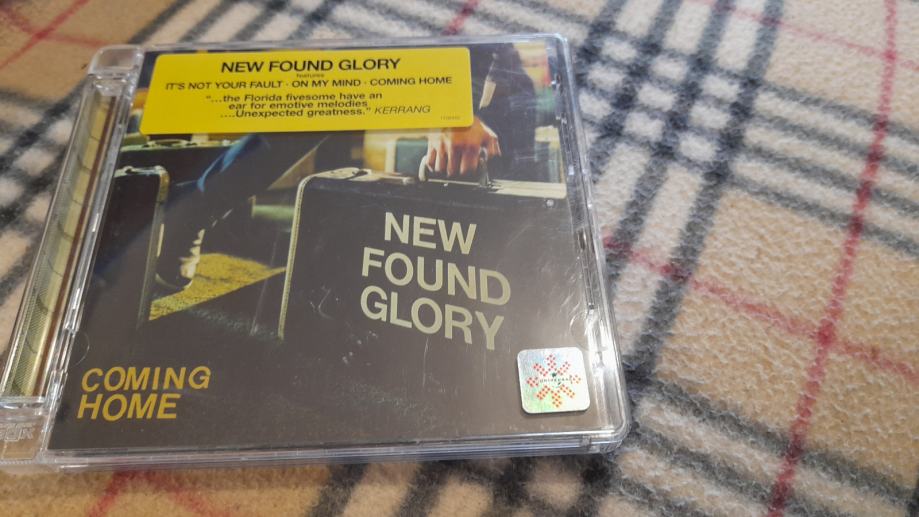 NEW FOUND GLORY
features
IT'S NOT YOUR FAULT · ON MY MIND · COMING HOME
"...the Florida fivesome have an
ear for emotive melodies
....Unexpected greatness." KERRANG
NEW
FOUND
GLORY
COMING
HOME
UNIVERSAL